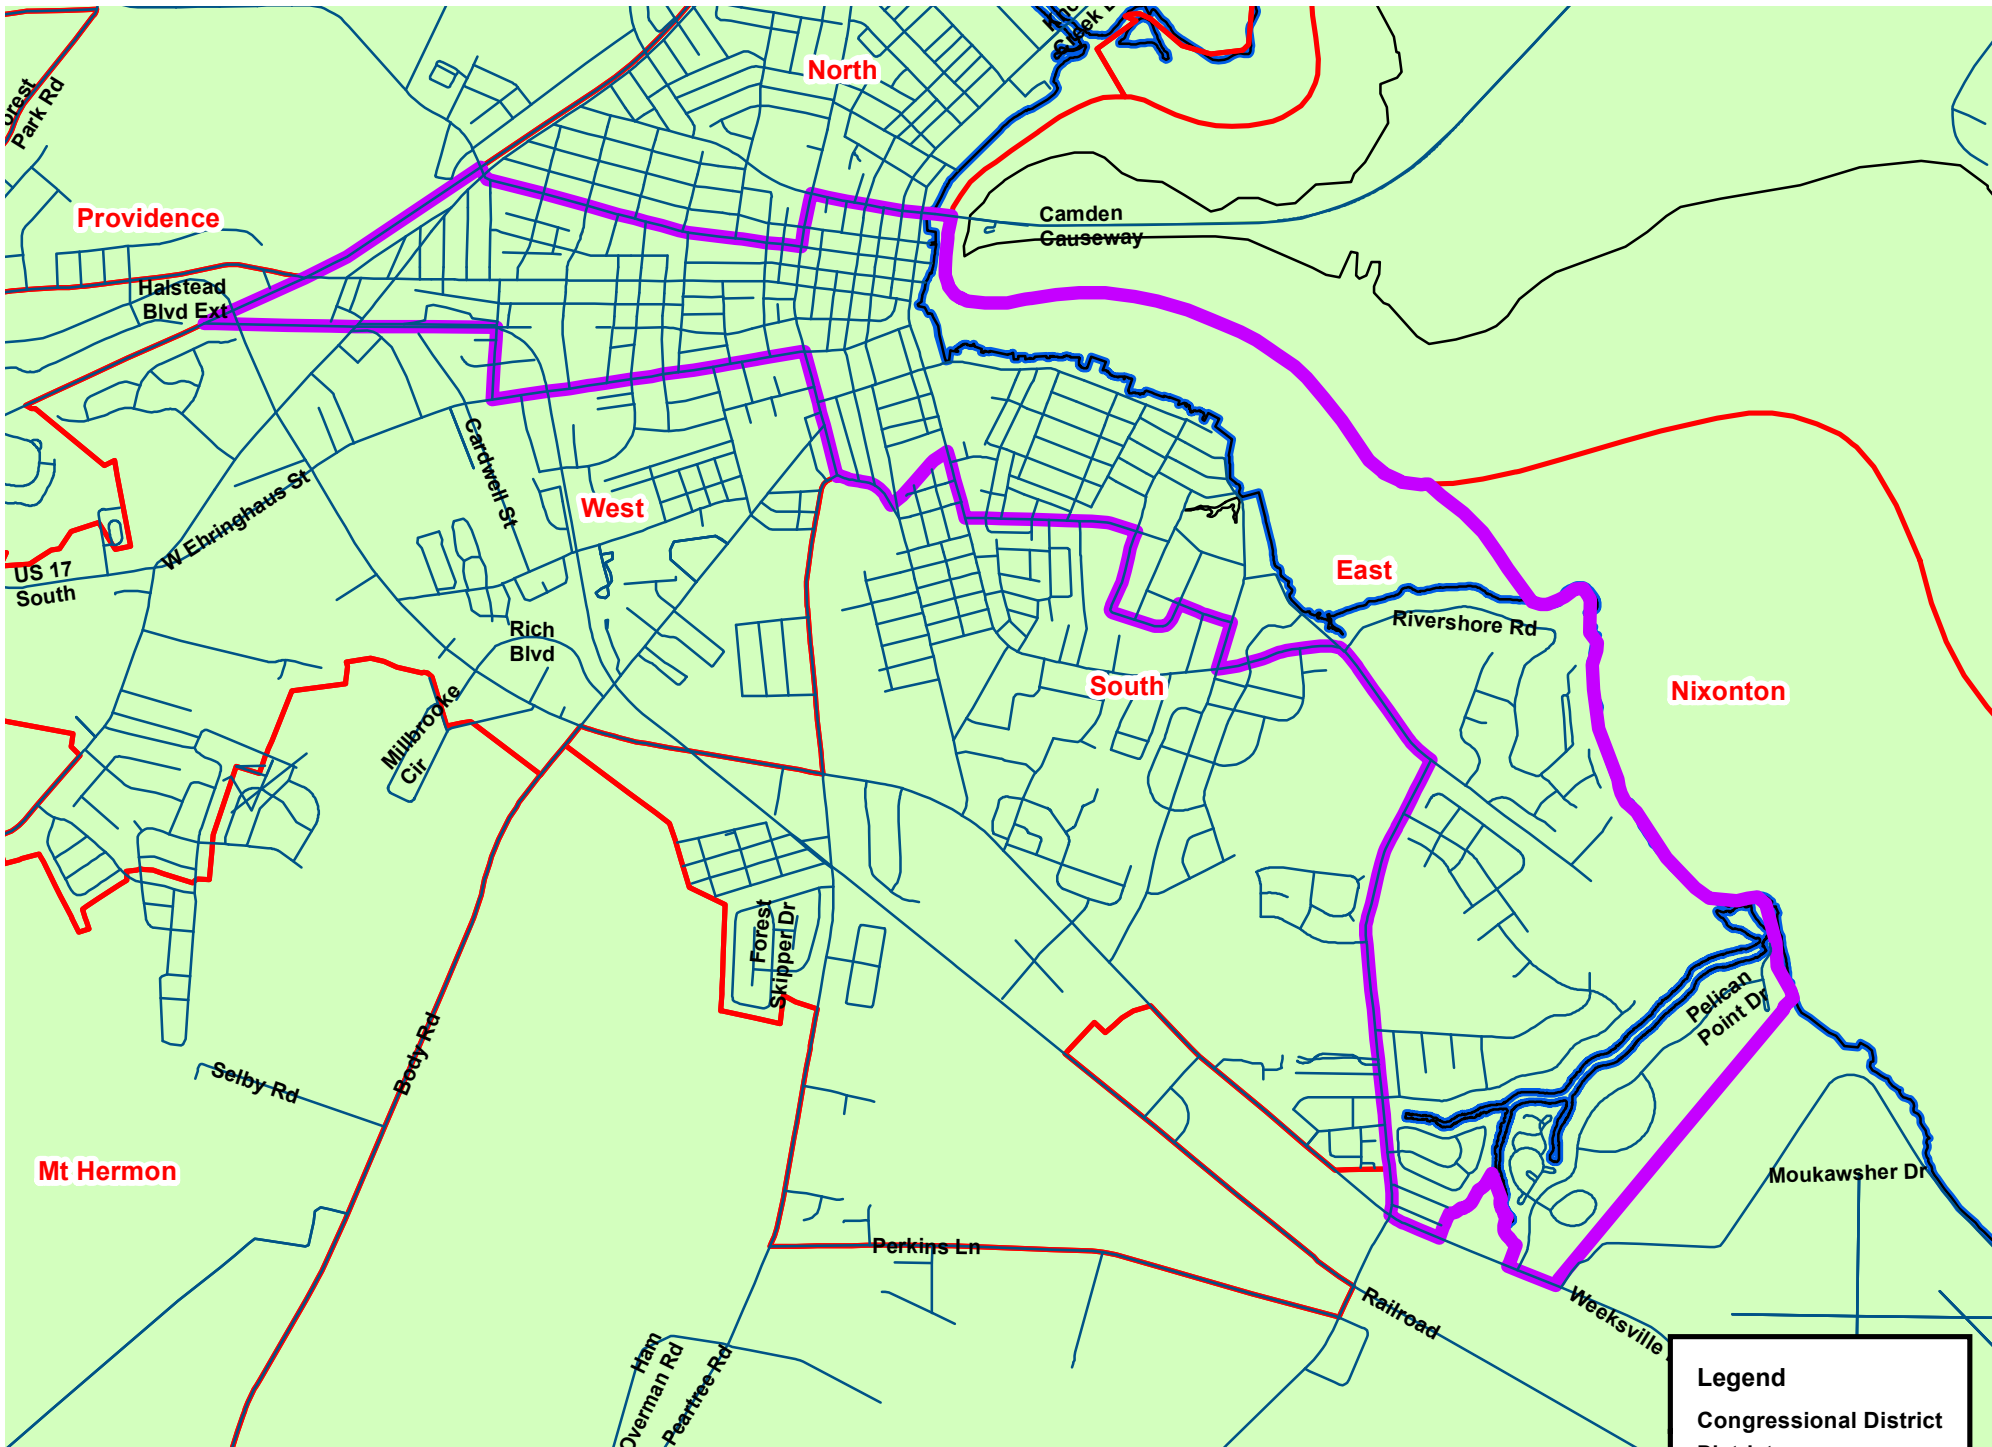 Creek
North
Park Rd
Providence
Camden
Causeway
Halstead
Blvd Ext
Cardwell St
West
W Ehringhaus St
US 17
South
East
Rivershore Rd
Rich
Blvd
South
Nixonton
Millbrooke
Cir
Forest
Skipper Dr
Pelican
Point Dr
Body Rd
Selby Rd
Mt Hermon
Moukawsher Dr
Perkins Ln
Railroad
Weeksville
Ham
Overman Rd
Peartree Rd
Legend
Congressional District